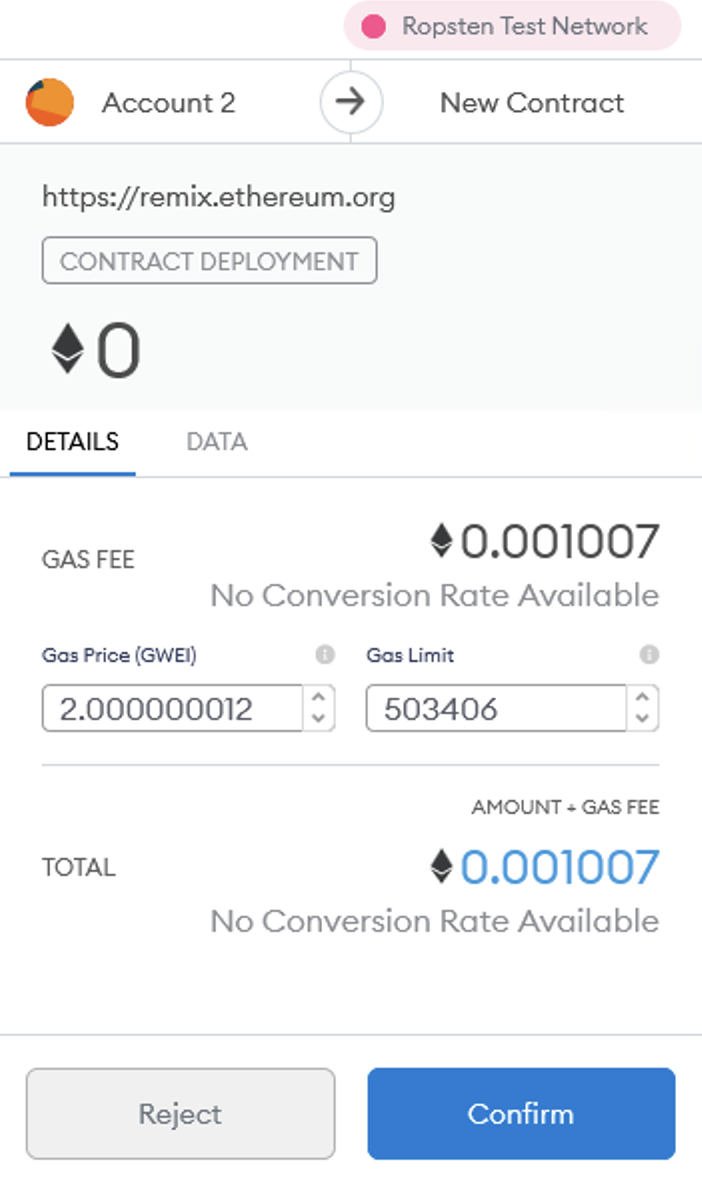 Ropsten Test Network
Account 2 New Contract
https://remix.ethereum.org
CONTRACT DEPLOYMENT
0
DETAILS DATA
GAS FEE 0.001007
No Conversion Rate Available
Gas Price (GWEI) Gas Limit
2.000000012 503406
AMOUNT + GAS FEE
TOTAL 0.001007
No Conversion Rate Available
Reject Confirm